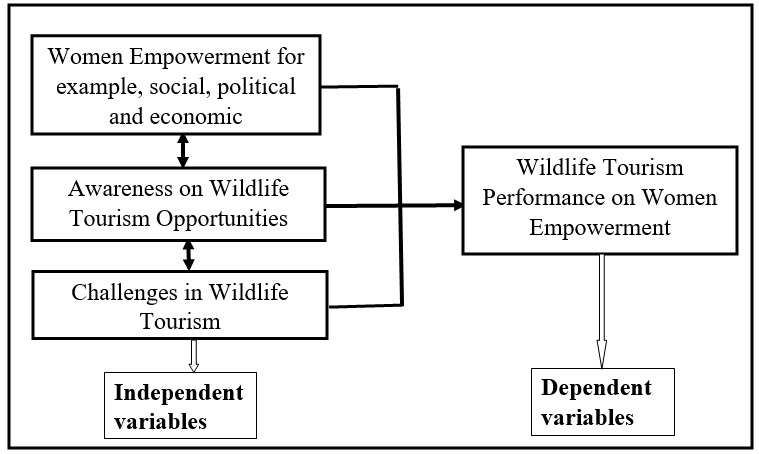 Women Empowerment for
example, social, political
and economic
Awareness on Wildlife
Tourism Opportunities
Challenges in Wildlife
Tourism
Independent
variables
Wildlife Tourism
Performance on Women
Empowerment
Dependent
variables